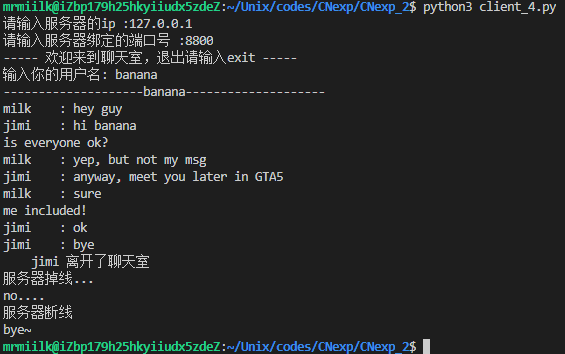 mrmiilk@iZbp179h25hkyiiudx5zdeZ:~/Unix/codes/CNexp/CNexp_2$ python3 client_4.py
请输入服务器的ip :127.0.0.1
请输入服务器绑定的端口号 :8800
----- 欢迎来到聊天室，退出请输入exit -----
输入你的用户名: banana
--------------------banana--------------------
milk    : hey guy
jimi    : hi banana
is everyone ok?
milk    : yep, but not my msg
jimi    : anyway, meet you later in GTA5
milk    : sure
me included!
jimi    : ok
jimi    : bye
    jimi 离开了聊天室
服务器掉线...
no....
服务器断线
bye~
mrmiilk@iZbp179h25hkyiiudx5zdeZ:~/Unix/codes/CNexp/CNexp_2$